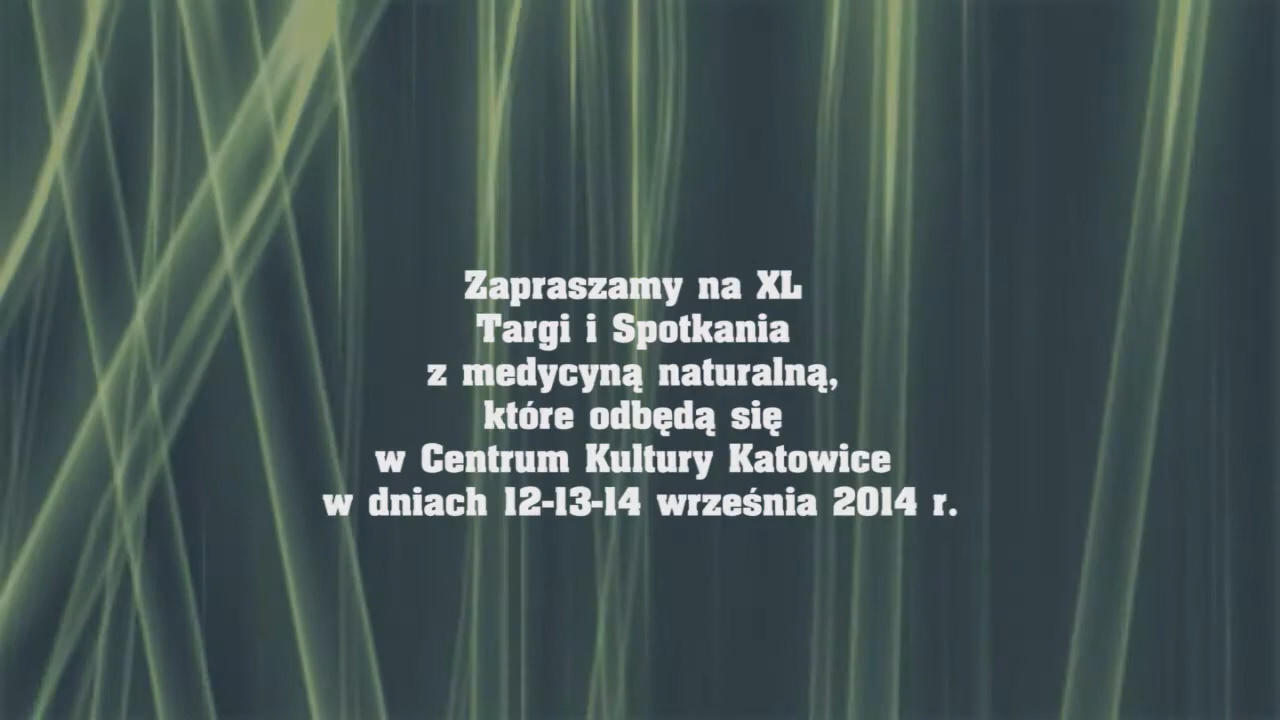 Zapraszamy na XL
Targi i Spotkania
z medycyną naturalną,
które odbędą się
w Centrum Kultury Katowice
w dniach 12-13-14 września 2014 r.